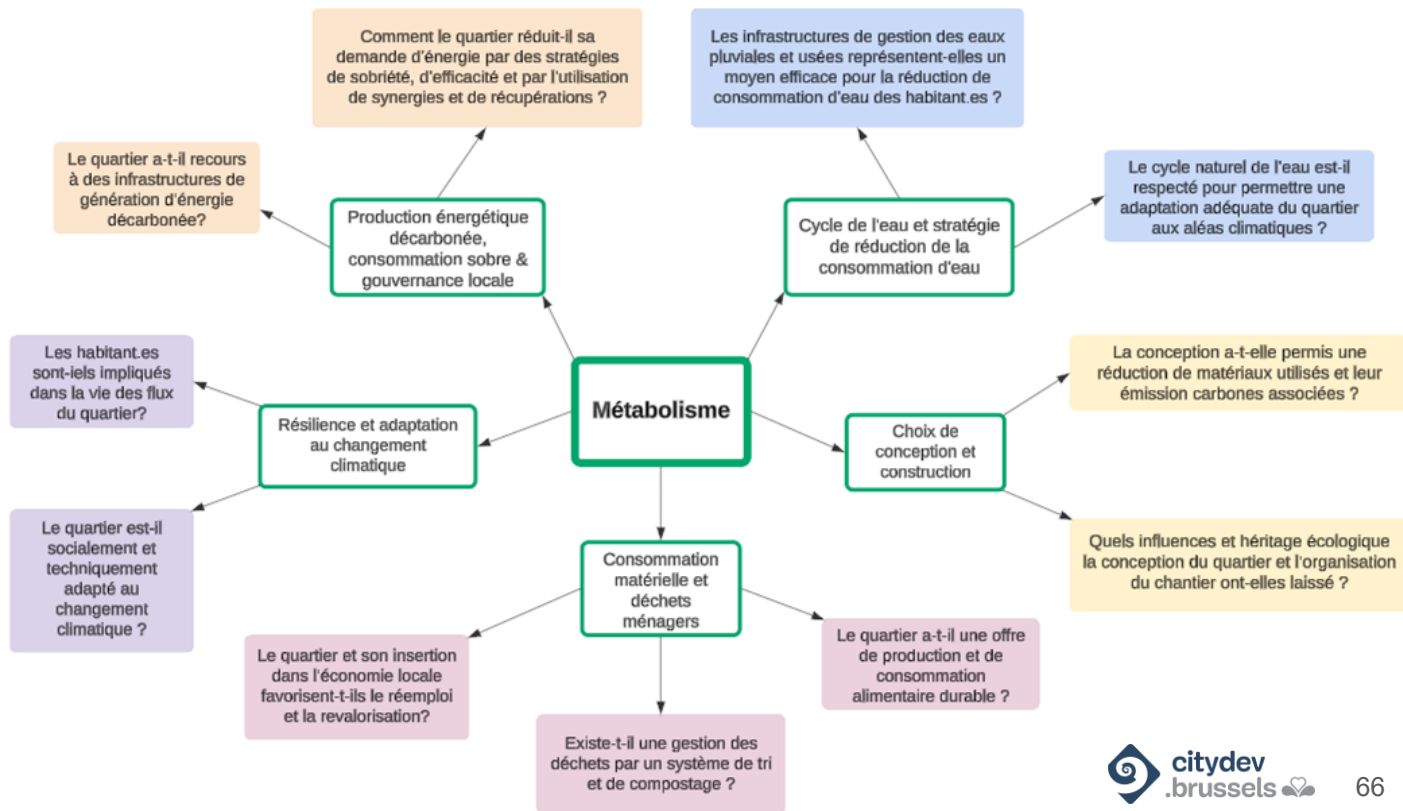 Comment le quartier réduit-il sa
demande d'énergie par des stratégies
de sobriété, d'efficacité et par l'utilisation
de synergies et de récupérations ?
Les infrastructures de gestion des eaux
pluviales et usées représentent-elles un
moyen efficace pour la réduction de
consommation d'eau des habitant.es ?
Le quartier a-t-il recours
à des infrastructures de
génération d'énergie
décarbonée?
Le cycle naturel de l'eau est-il
respecté pour permettre une
adaptation adéquate du quartier
aux aléas climatiques ?
Production énergétique
décarbonée,
consommation sobre &
gouvernance locale
Cycle de l'eau et stratégie
de réduction de la
consommation d'eau
Les habitant.es
sont-iels impliqués
dans la vie des flux
du quartier?
Résilience et adaptation
au changement
climatique
Métabolisme
La conception a-t-elle permis une
réduction de matériaux utilisés et leur
émission carbones associées ?
Choix de
conception et
construction
Le quartier est-il
socialement et
techniquement
adapté au
changement
climatique ?
Quels influences et héritage écologique
la conception du quartier et l'organisation
du chantier ont-elles laissé ?
Consommation
matérielle et
déchets
ménagers
Le quartier et son insertion
dans l'économie locale
favorisent-t-ils le réemploi
et la revalorisation?
Existe-t-il une gestion des
déchets par un système de tri
et de compostage ?
Le quartier a-t-il une offre
de production et de
consommation
alimentaire durable ?
citydev
.brussels
66